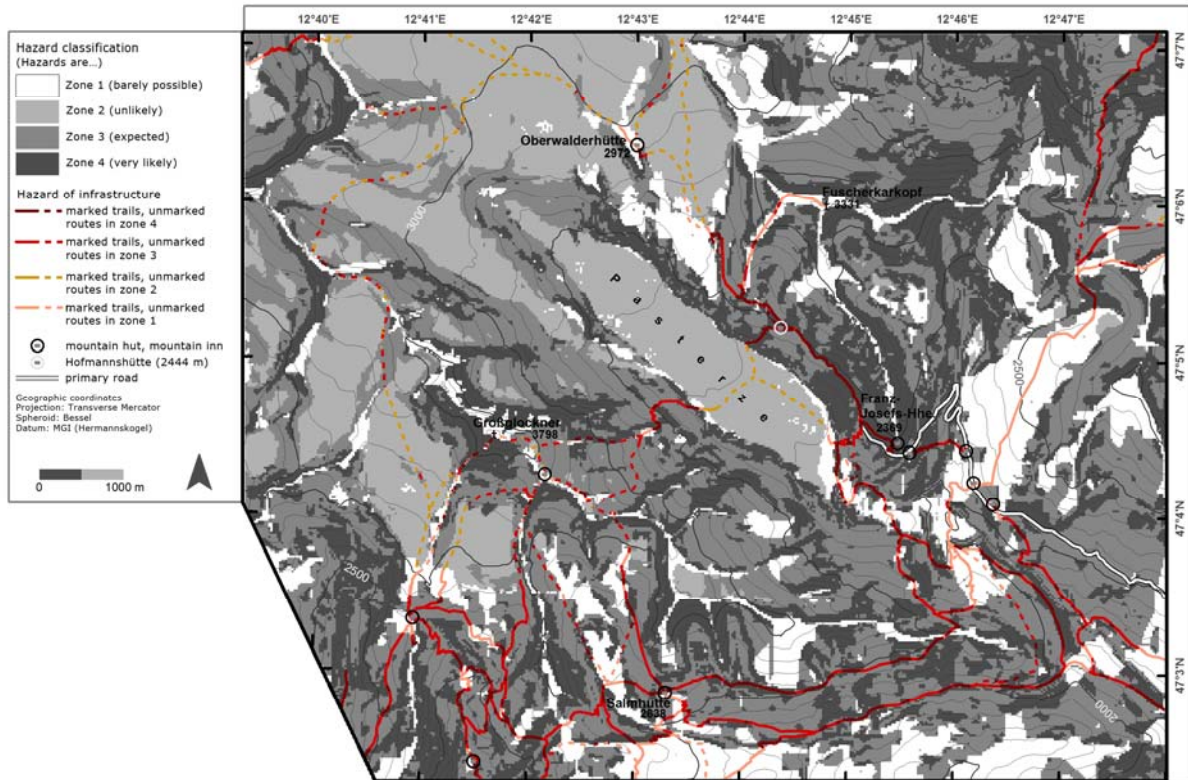 12°40'E 12°41'E 12°42'E 12°43'E 12°44'E 12°45'E 12°46'E 12°47'E
Hazard classification
(Hazards are...)
Zone 1 (barely possible)
Zone 2 (unlikely)
Zone 3 (expected)
Zone 4 (very likely)
Hazard of infrastructure
marked trails, unmarked
routes in zone 4
marked trails, unmarked
routes in zone 3
marked trails, unmarked
routes in zone 2
marked trails, unmarked
routes in zone 1
mountain hut, mountain inn
Hofmannshütte (2444 m)
primary road
Geographic coordinates
Projection: Transverse Mercator
Spheroid: Bessel
Datum: MGI (Hermannskogel)
0 1000 m
47°7'N
Oberwalderhütte
2972
Fuscherkarkopf
3331
47°6'N
3000
Pasterze
47°5'N
2500
Franz-
Josefs-Hhe
2369
Großglockner
3798
47°4'N
2500
47°3'N
Salmhütte
2638
2000